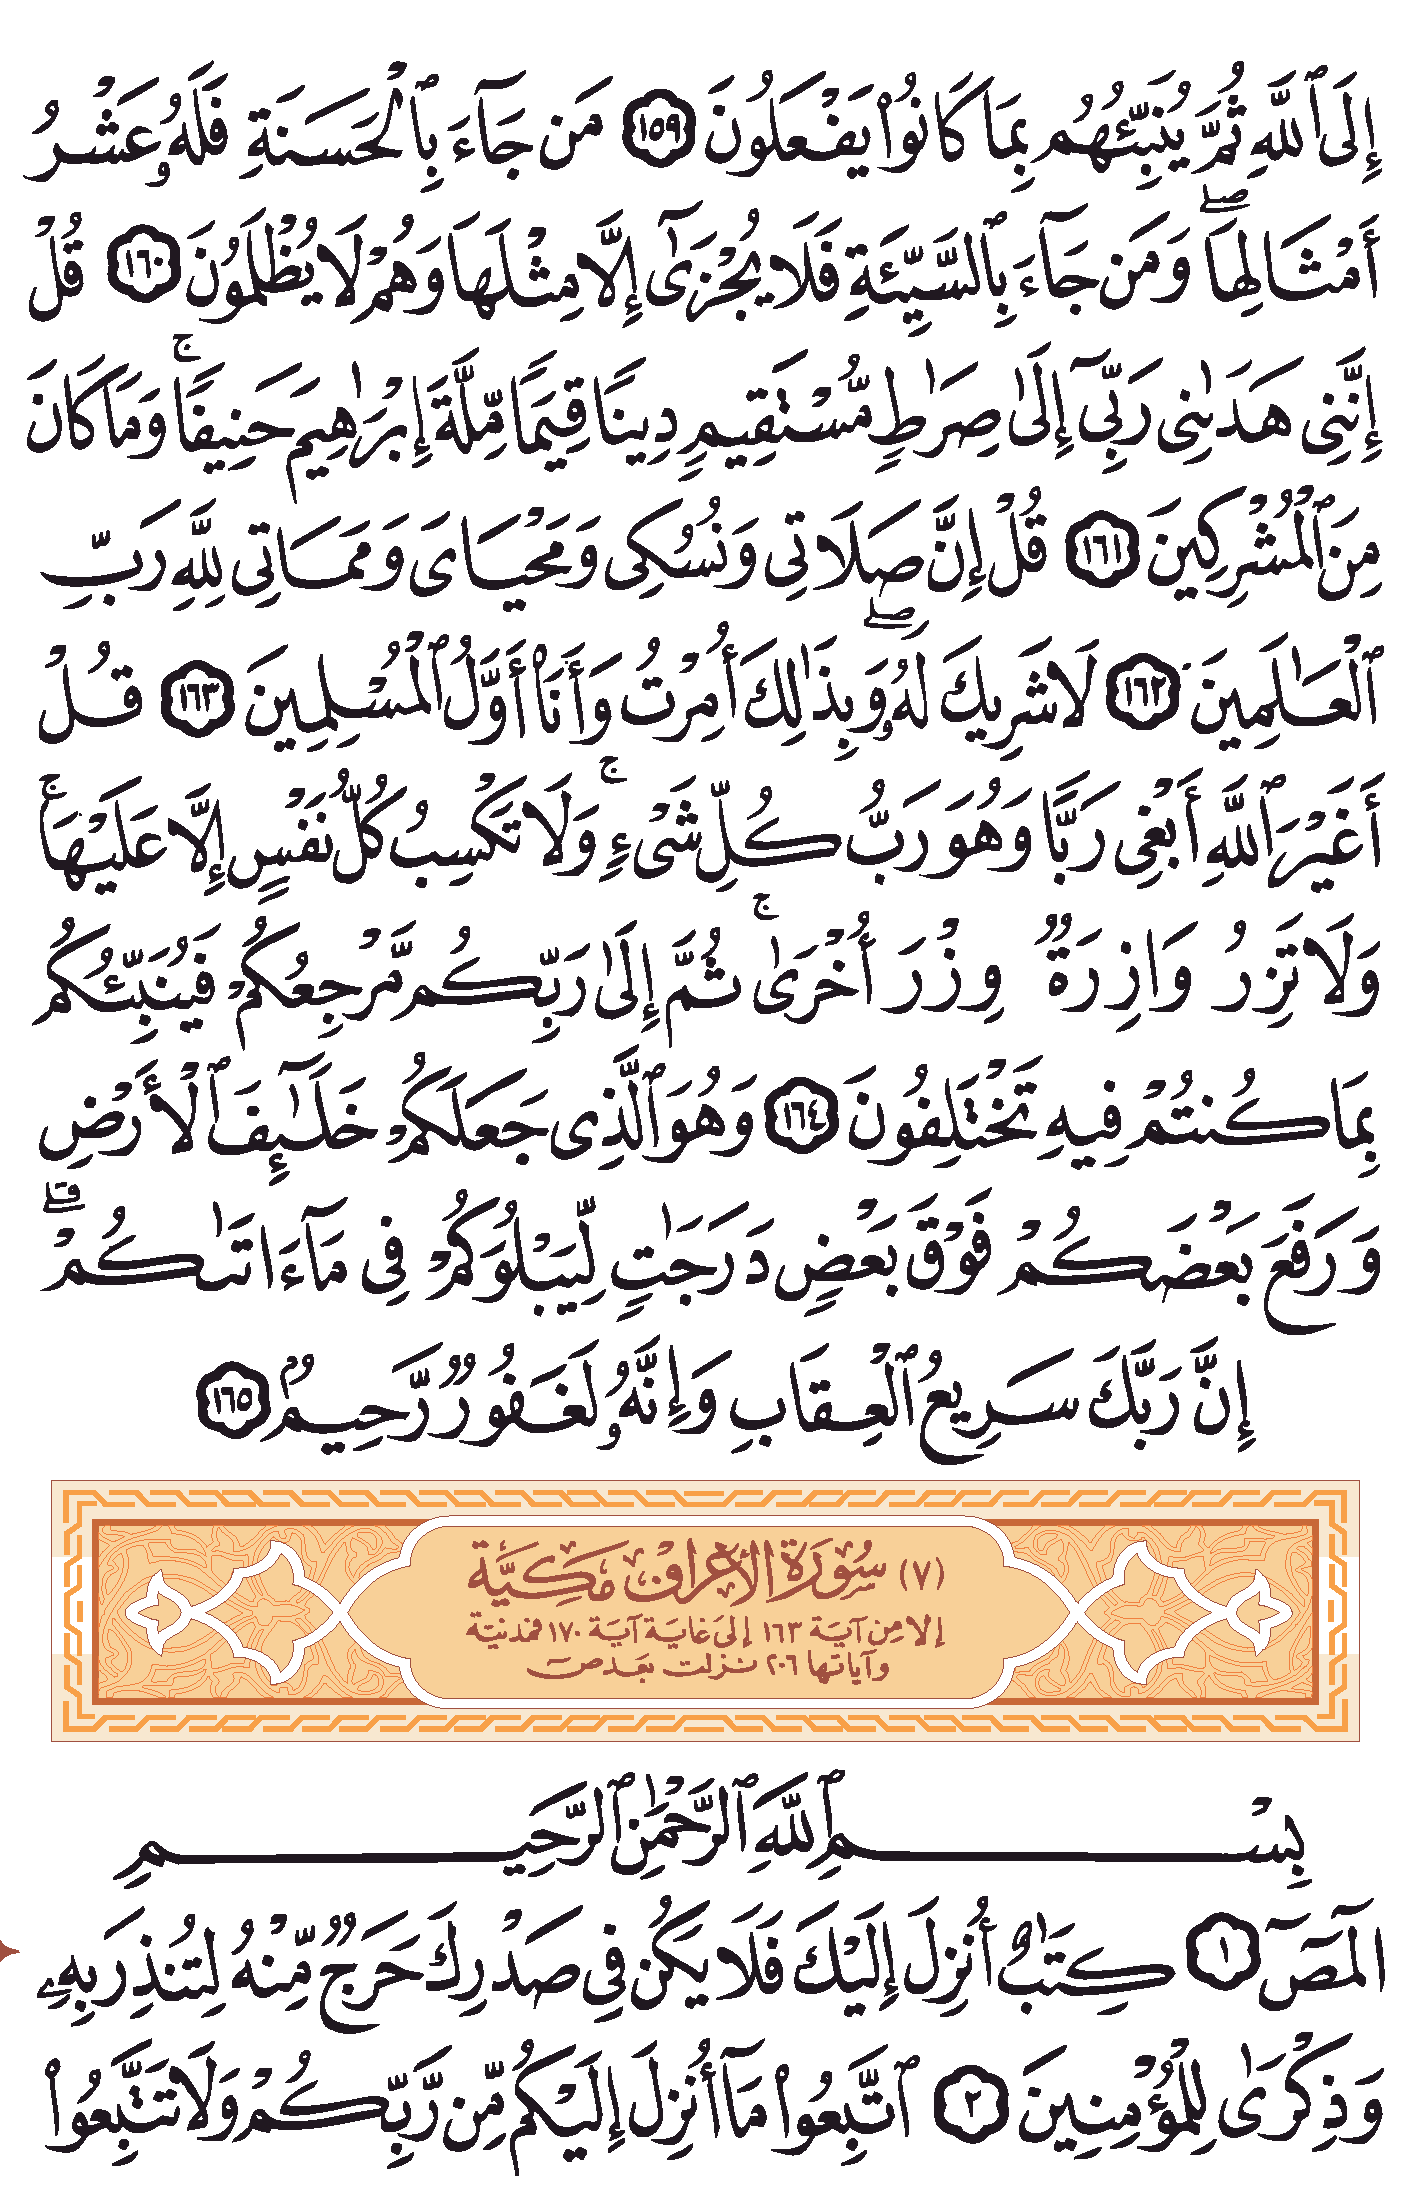 إِلَى ٱللَّهِ ثُمَّ يُنَبِّئُهُم بِمَا كَانُوا۟ يَفْعَلُونَ ١٥٩ مَن جَآءَ بِٱلْحَسَنَةِ فَلَهُۥ عَشْرُ
أَمْثَالِهَا ۖ وَمَن جَآءَ بِٱلسَّيِّئَةِ فَلَا يُجْزَىٰٓ إِلَّا مِثْلَهَا وَهُمْ لَا يُظْلَمُونَ ١٦٠ قُلْ
إِنَّنِى هَدَىٰنِى رَبِّىٓ إِلَىٰ صِرَٰطٍ مُّسْتَقِيمٍ دِينًا قِيَمًا مِّلَّةَ إِبْرَٰهِيمَ حَنِيفًا ۚ وَمَا كَانَ
مِنَ ٱلْمُشْرِكِينَ ١٦١ قُلْ إِنَّ صَلَاتِى وَنُسُكِى وَمَحْيَاىَ وَمَمَاتِى لِلَّهِ رَبِّ
ٱلْعَـٰلَمِينَ ١٦٢ لَا شَرِيكَ لَهُۥ ۖ وَبِذَٰلِكَ أُمِرْتُ وَأَنَا۠ أَوَّلُ ٱلْمُسْلِمِينَ ١٦٣ قُلْ
أَغَيْرَ ٱللَّهِ أَبْغِى رَبًّا وَهُوَ رَبُّ كُلِّ شَىْءٍ ۚ وَلَا تَكْسِبُ كُلُّ نَفْسٍ إِلَّا عَلَيْهَا ۚ
وَلَا تَزِرُ وَازِرَةٌ وِزْرَ أُخْرَىٰ ۚ ثُمَّ إِلَىٰ رَبِّكُم مَّرْجِعُكُمْ فَيُنَبِّئُكُم
بِمَا كُنتُمْ فِيهِ تَخْتَلِفُونَ ١٦٤ وَهُوَ ٱلَّذِى جَعَلَكُمْ خَلَـٰٓئِفَ ٱلْأَرْضِ
وَرَفَعَ بَعْضَكُمْ فَوْقَ بَعْضٍ دَرَجَـٰتٍ لِّيَبْلُوَكُمْ فِى مَآ ءَاتَىٰكُمْ ۗ
إِنَّ رَبَّكَ سَرِيعُ ٱلْعِقَابِ وَإِنَّهُۥ لَغَفُورٌ رَّحِيمٌۢ ١٦٥
(٧) سُورَةُ الأَعْرَافِ مَكِيَّة
إلا من آية ١٦٣ إلى غاية آية ١٧٠ فمدنية
وآياتها ٢٠٦ نزلت بعد ص
بِسْمِ ٱللَّهِ ٱلرَّحْمَـٰنِ ٱلرَّحِيمِ
الٓمٓصٓ ١ كِتَـٰبٌ أُنزِلَ إِلَيْكَ فَلَا يَكُن فِى صَدْرِكَ حَرَجٌ مِّنْهُ لِتُنذِرَ بِهِۦ
وَذِكْرَىٰ لِلْمُؤْمِنِينَ ٢ ٱتَّبِعُوا۟ مَآ أُنزِلَ إِلَيْكُم مِّن رَّبِّكُمْ وَلَا تَتَّبِعُوا۟